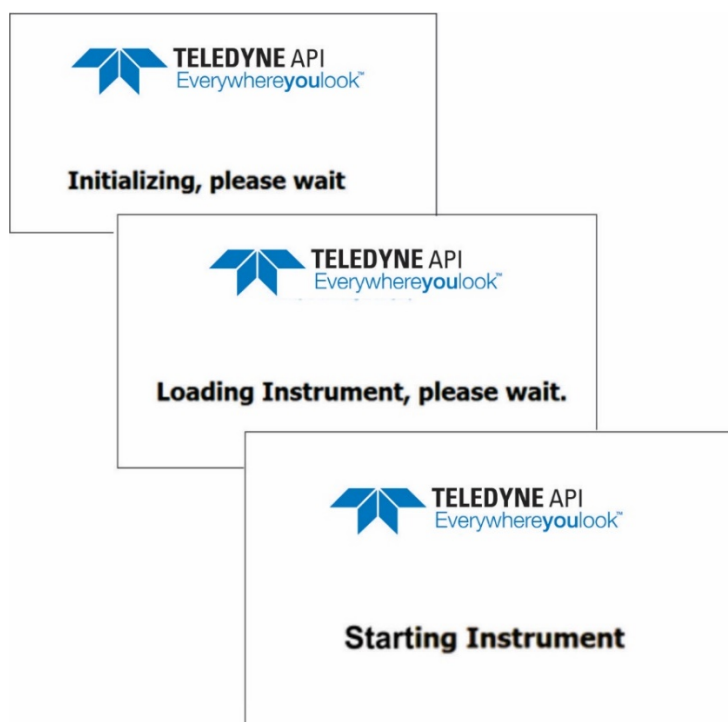 TELEDYNE API
Everywhereyoulook™
Initializing, please wait
TELEDYNE API
Everywhereyoulook™
Loading Instrument, please wait.
TELEDYNE API
Everywhereyoulook™
Starting Instrument